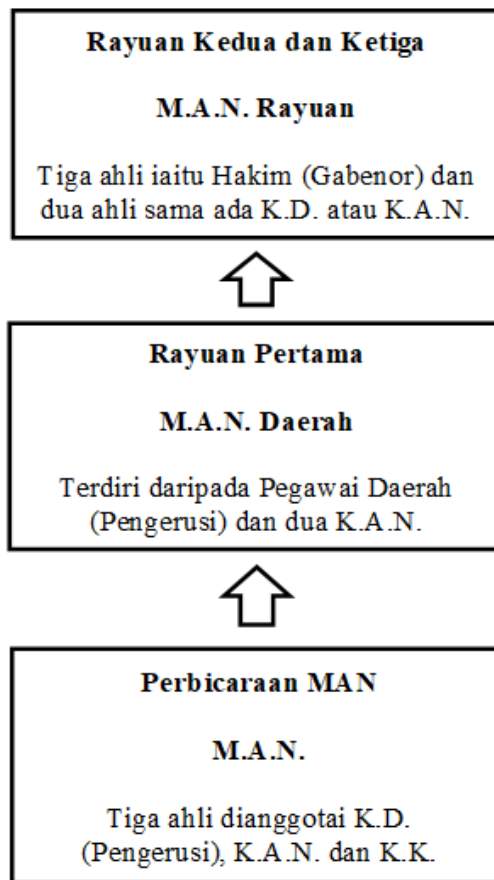 Rayuan Kedua dan Ketiga
M.A.N. Rayuan
Tiga ahli iaitu Hakim (Gabenor) dan
dua ahli sama ada K.D. atau K.A.N.
Rayuan Pertama
M.A.N. Daerah
Terdiri daripada Pegawai Daerah
(Pengerusi) dan dua K.A.N.
Perbicaraan MAN
M.A.N.
Tiga ahli dianggotai K.D.
(Pengerusi), K.A.N. dan K.K.